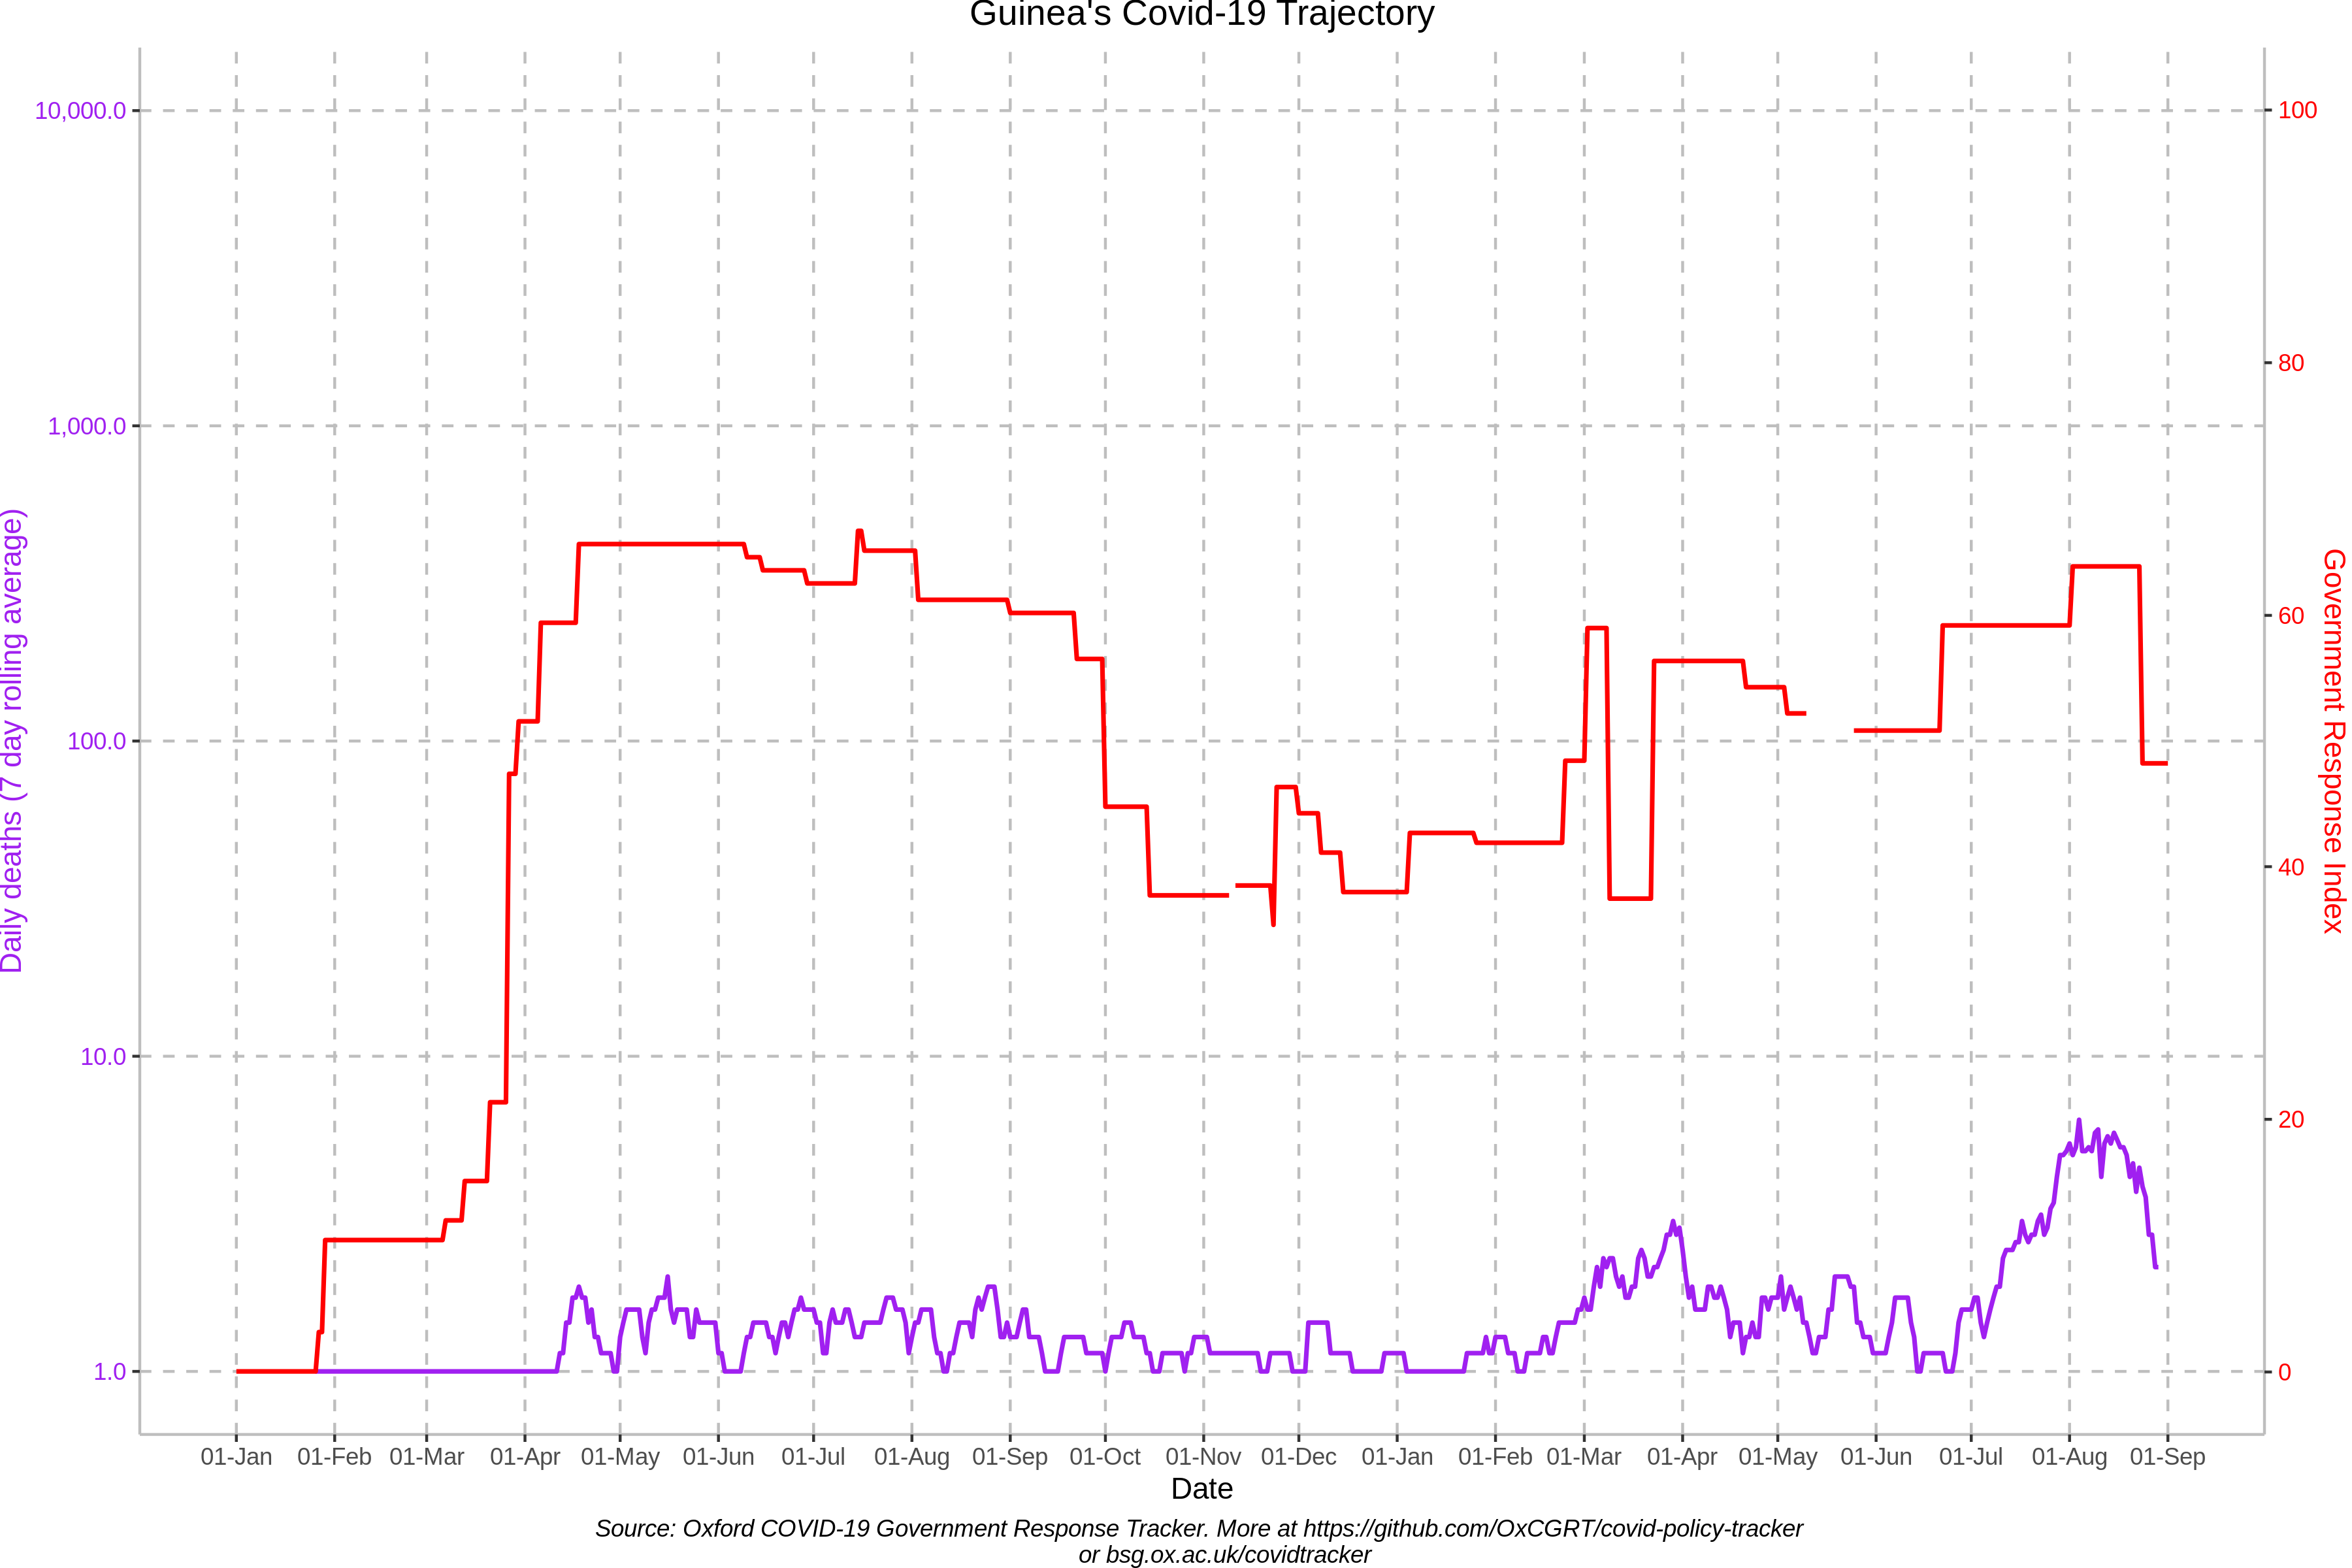 Guinea's Covid-19 Trajectory
10,000.0
1,000.0
100.0
10.0
1.0
Daily deaths (7 day rolling average)
100
80
60
40
20
0
Government Response Index
01-Jan 01-Feb 01-Mar 01-Apr 01-May 01-Jun 01-Jul 01-Aug 01-Sep 01-Oct 01-Nov 01-Dec 01-Jan 01-Feb 01-Mar 01-Apr 01-May 01-Jun 01-Jul 01-Aug 01-Sep
Date
Source: Oxford COVID-19 Government Response Tracker. More at https://github.com/OxCGRT/covid-policy-tracker
or bsg.ox.ac.uk/covidtracker